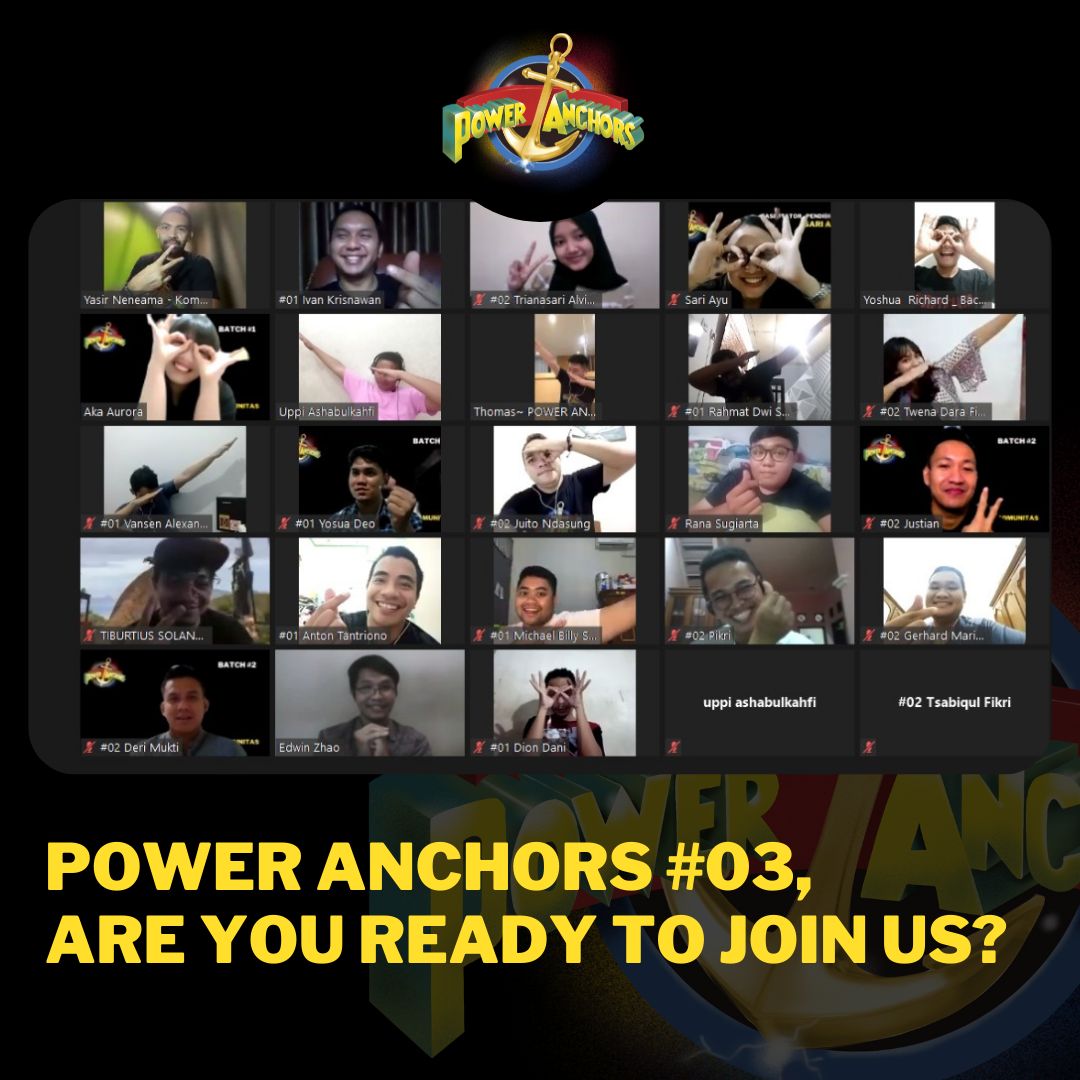 POWER ANCHORS
Yasir Neneama - Kom...
#01 Ivan Krisnawan
#02 Trianasari Alvi...
Sari Ayu
Yoshua Richard _ Bac...
BATCH #1
Aka Aurora
Uppi Ashabulkahfi
Thomas~ POWER AN...
#01 Rahmat Dwi S...
#02 Twena Dara Fi...
#01 Vansen Alexan...
BATCH
#01 Yosua Deo
#02 Juito Ndasung
Rana Sugiarta
BATCH #2
#02 Justian
TIBURTIUS SOLAN...
#01 Anton Tantriono
#01 Michael Billy S...
#02 Pikri
#02 Gerhard Mari...
BATCH #2
#02 Deri Mukti
Edwin Zhao
#01 Dion Dani
uppi ashabulkahfi
#02 Tsabiqul Fikri
POWER ANC
POWER ANCHORS #03,
ARE YOU READY TO JOIN US?